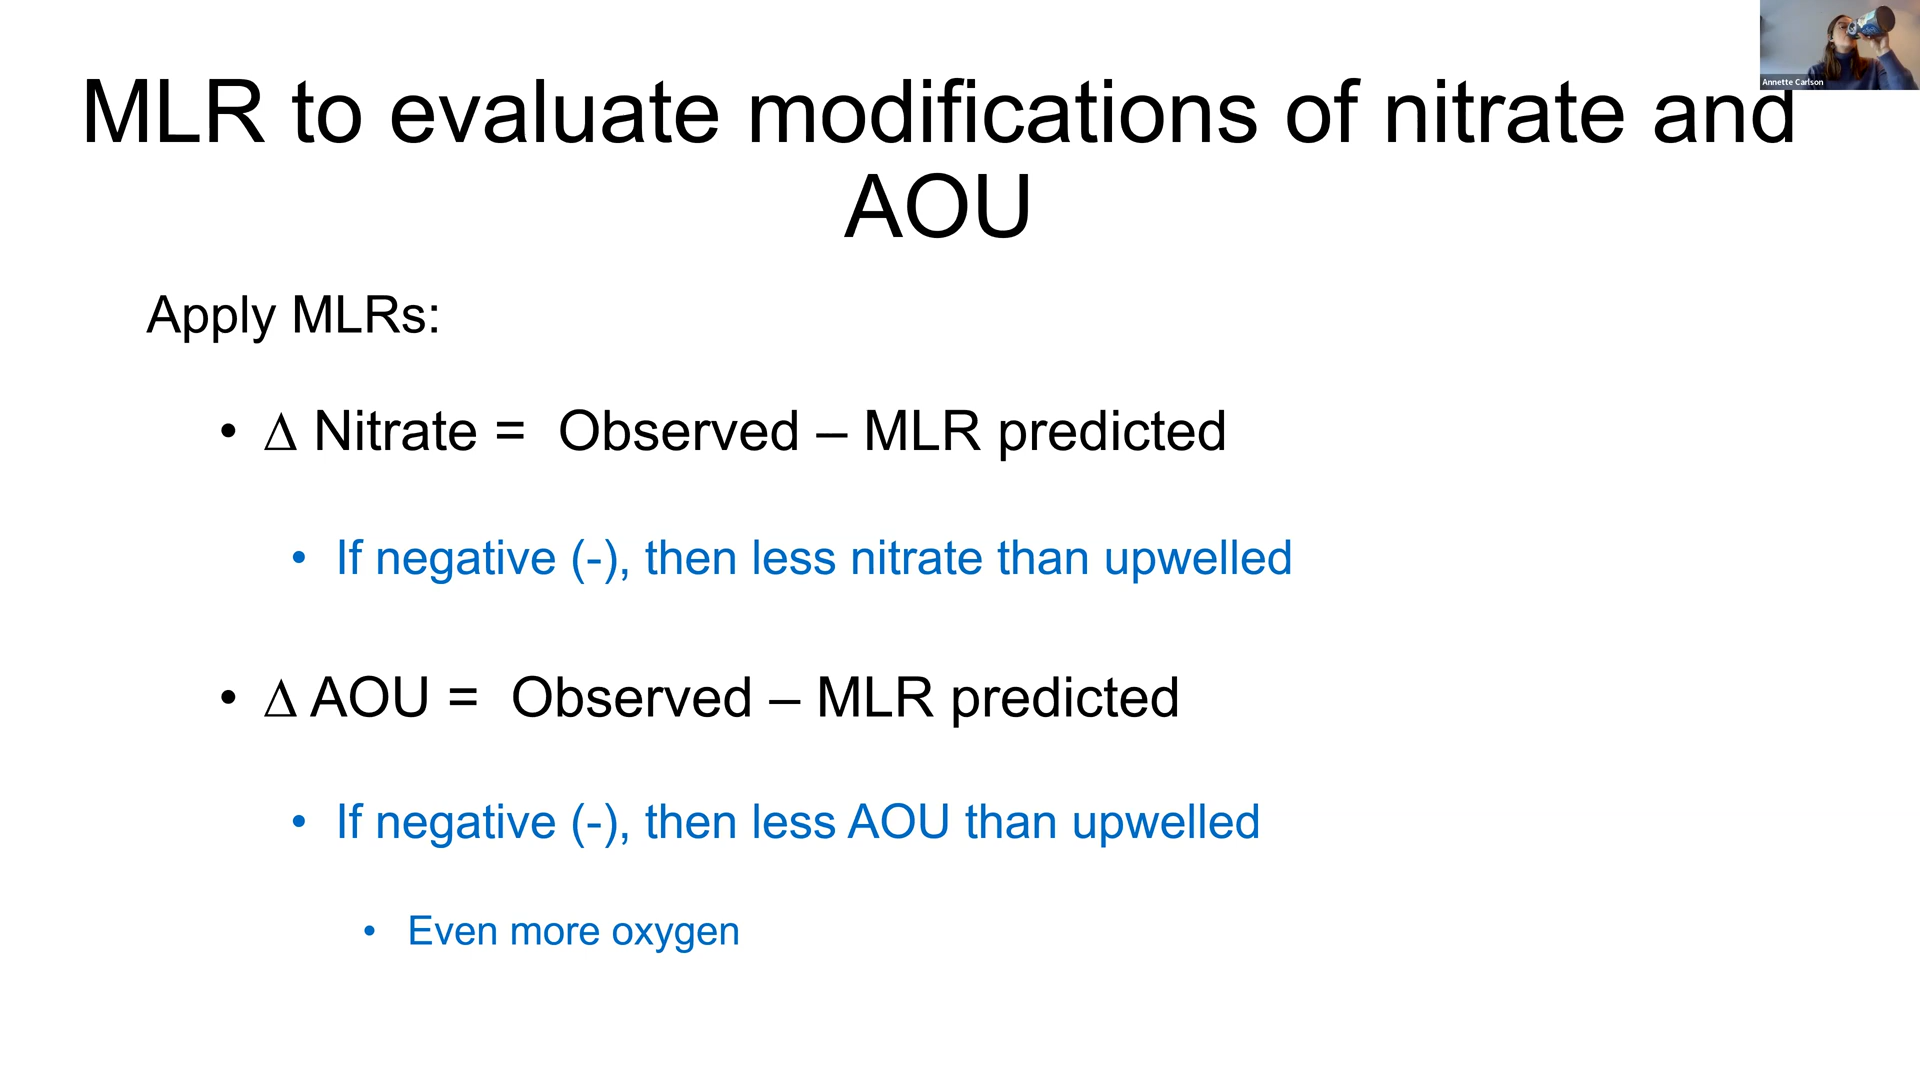 Annette Carlson
MLR to evaluate modifications of nitrate and
AOU
Apply MLRs:
• Δ Nitrate = Observed – MLR predicted
• If negative (-), then less nitrate than upwelled
• Δ AOU = Observed – MLR predicted
• If negative (-), then less AOU than upwelled
• Even more oxygen